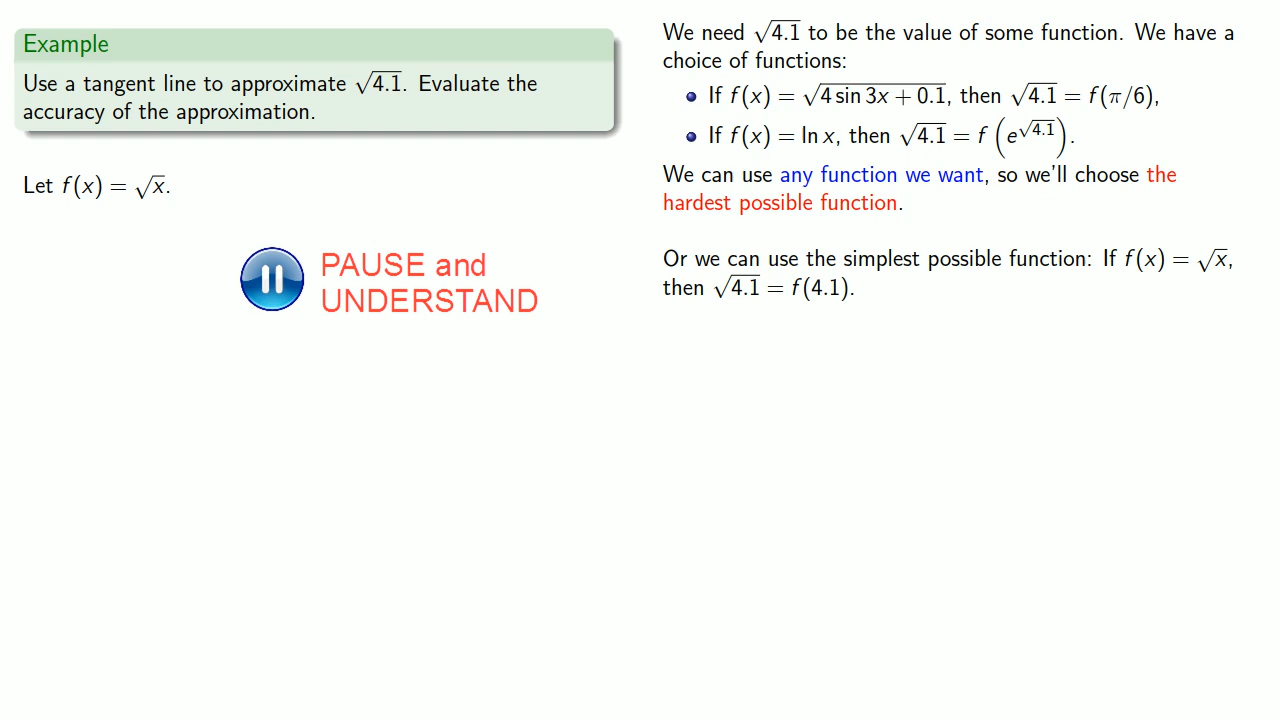 Example
Use a tangent line to approximate √4.1. Evaluate the
accuracy of the approximation.
Let f(x) = √x.
PAUSE and
UNDERSTAND
We need √4.1 to be the value of some function. We have a
choice of functions:
• If f(x) = √(4 sin 3x + 0.1), then √4.1 = f(π/6),
• If f(x) = ln x, then √4.1 = f(e^√4.1).
We can use any function we want, so we'll choose the
hardest possible function.
Or we can use the simplest possible function: If f(x) = √x,
then √4.1 = f(4.1).